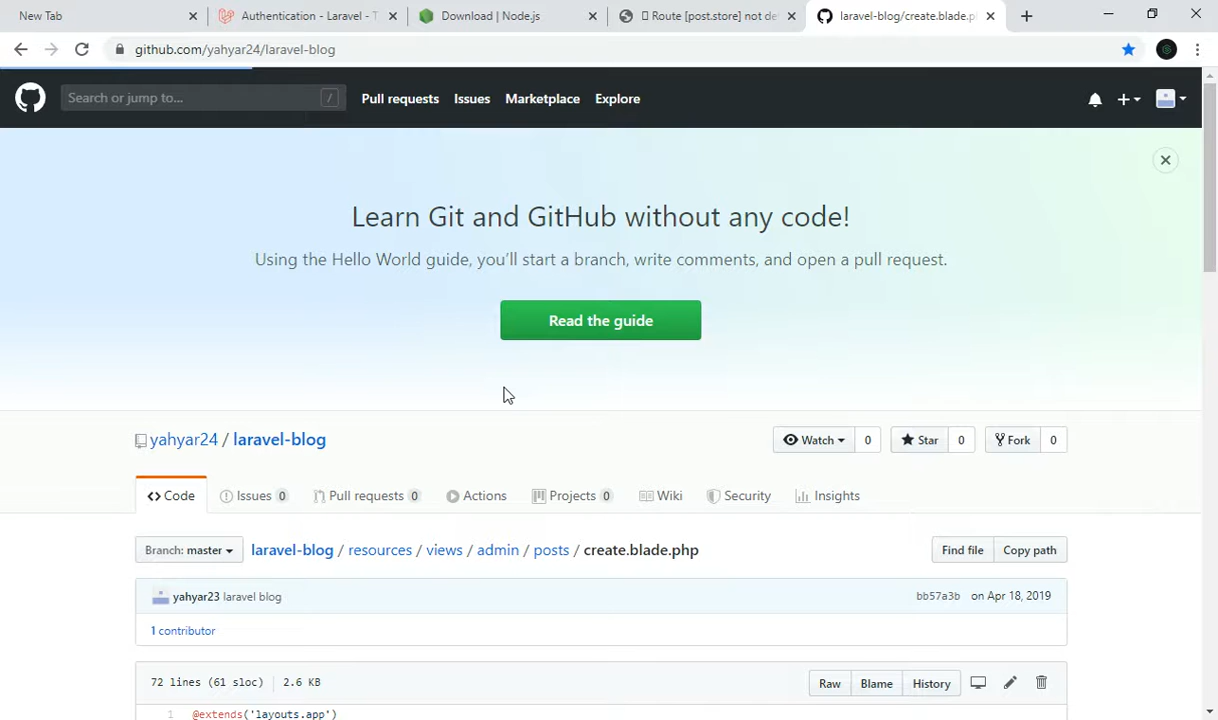 New Tab
Authentication - Laravel - T
Download | Node.js
Route [post.store] not de
laravel-blog/create.blade.p
github.com/yahyar24/laravel-blog
Search or jump to...
/
Pull requests
Issues
Marketplace
Explore
Learn Git and GitHub without any code!
Using the Hello World guide, you’ll start a branch, write comments, and open a pull request.
Read the guide
yahyar24 / laravel-blog
Watch 0
Star 0
Fork 0
Code
Issues 0
Pull requests 0
Actions
Projects 0
Wiki
Security
Insights
Branch: master
laravel-blog / resources / views / admin / posts / create.blade.php
Find file
Copy path
yahyar23 laravel blog
bb57a3b on Apr 18, 2019
1 contributor
72 lines (61 sloc) 2.6 KB
Raw
Blame
History
1 @extends('layouts.app')